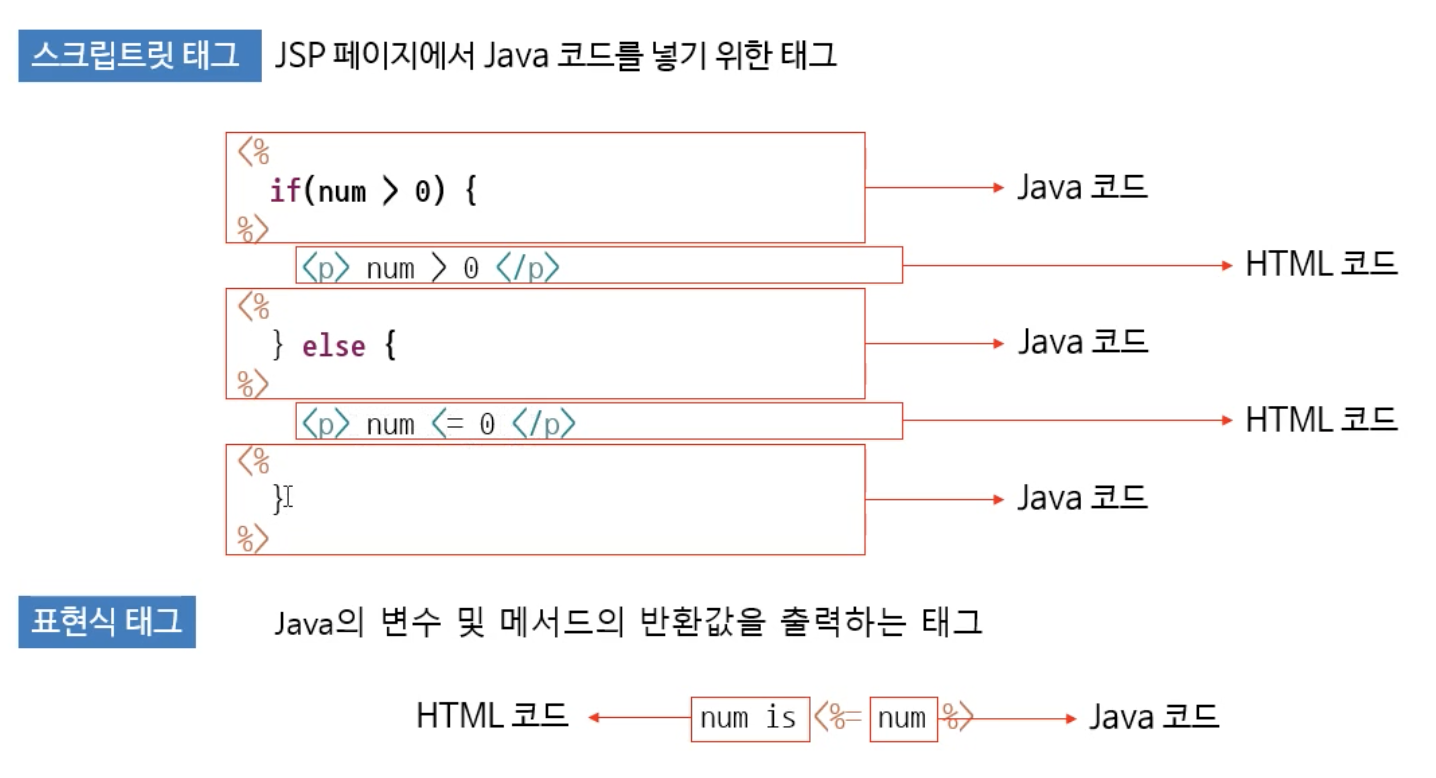 스크립트릿 태그 JSP 페이지에서 Java 코드를 넣기 위한 태그
<%
if(num > 0) { Java 코드
%>
<p> num > 0 </p> HTML 코드
<%
} else { Java 코드
%>
<p> num <= 0 </p> HTML 코드
<%
} Java 코드
%>
표현식 태그 Java의 변수 및 메서드의 반환값을 출력하는 태그
HTML 코드 num is <%= num %> Java 코드